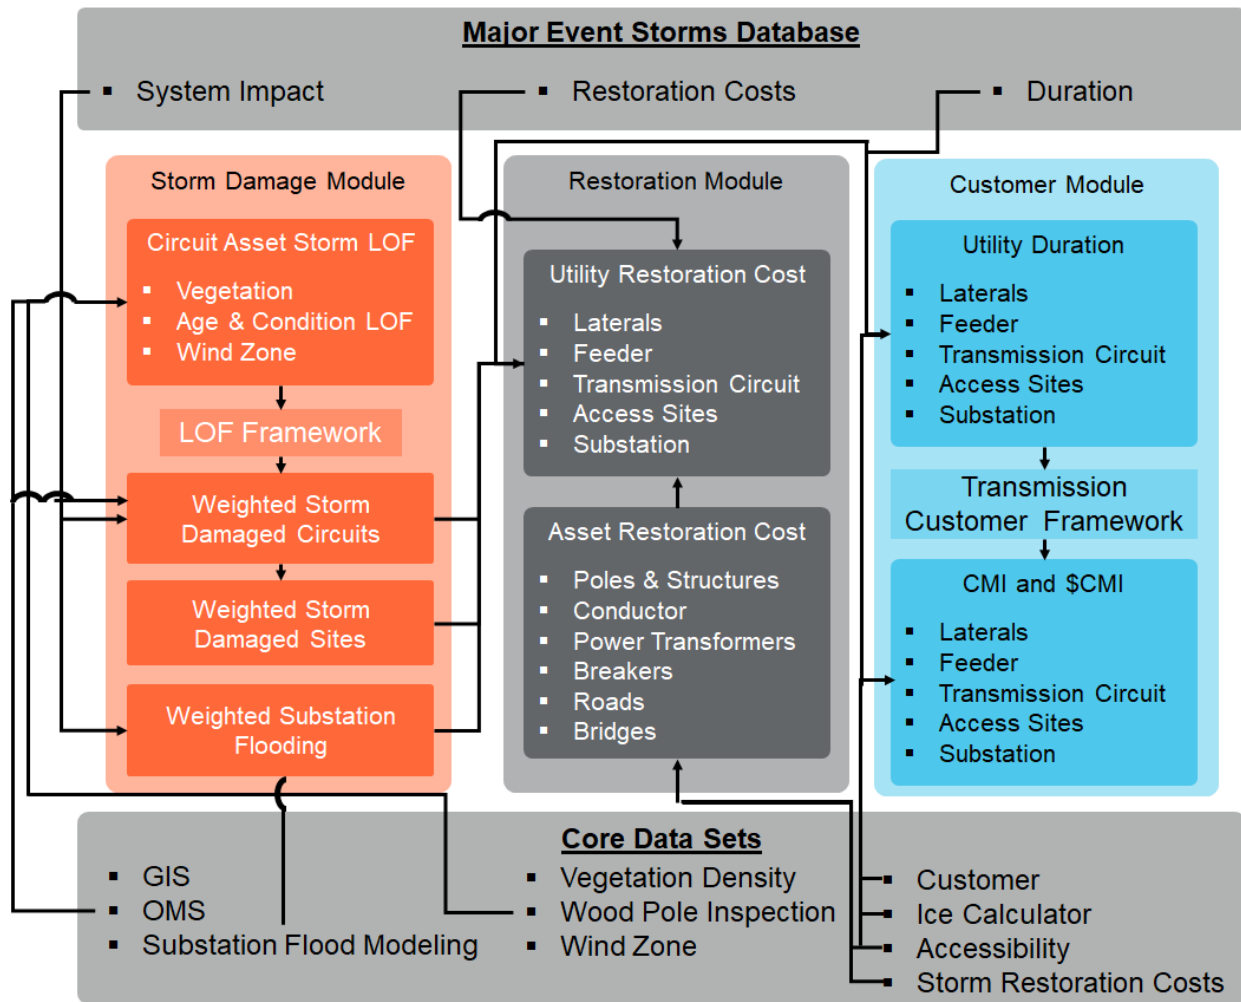 Major Event Storms Database
▪ System Impact
▪ Restoration Costs
▪ Duration
Storm Damage Module
Circuit Asset Storm LOF
▪ Vegetation
▪ Age & Condition LOF
▪ Wind Zone
LOF Framework
Weighted Storm
Damaged Circuits
Weighted Storm
Damaged Sites
Weighted Substation
Flooding
Restoration Module
Utility Restoration Cost
▪ Laterals
▪ Feeder
▪ Transmission Circuit
▪ Access Sites
▪ Substation
Asset Restoration Cost
▪ Poles & Structures
▪ Conductor
▪ Power Transformers
▪ Breakers
▪ Roads
▪ Bridges
Customer Module
Utility Duration
▪ Laterals
▪ Feeder
▪ Transmission Circuit
▪ Access Sites
▪ Substation
Transmission
Customer Framework
CMI and $CMI
▪ Laterals
▪ Feeder
▪ Transmission Circuit
▪ Access Sites
▪ Substation
Core Data Sets
▪ GIS
▪ OMS
▪ Substation Flood Modeling
▪ Vegetation Density
▪ Wood Pole Inspection
▪ Wind Zone
▪ Customer
▪ Ice Calculator
▪ Accessibility
▪ Storm Restoration Costs